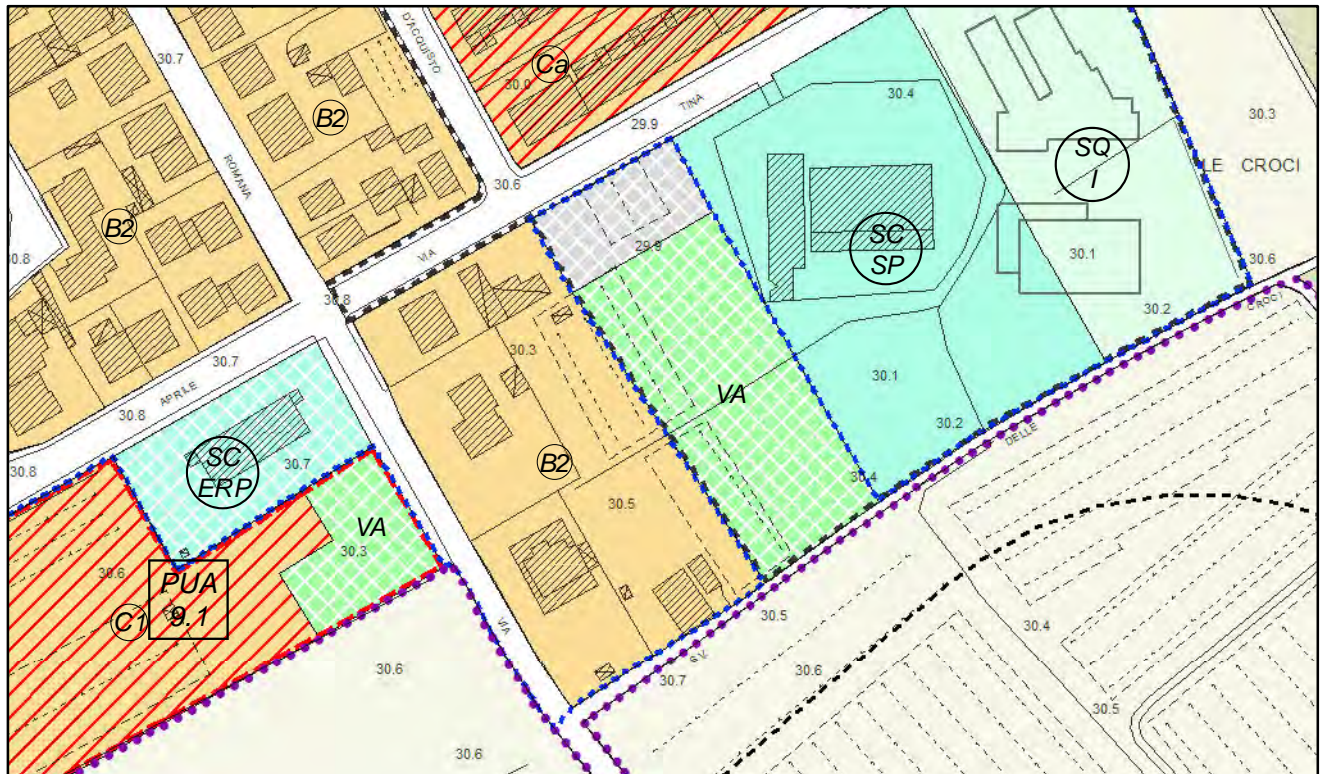 D'ACQUISTO
30.7
Ca
30.0
B2
TINA
30.4
29.9
30.3
ROMANA
SQ
I
LE CROCI
30.6
B2
VIA
29.9
SC
SP
30.1
30.6
30.8
30.8
30.2
CROCI
30.7
30.3
APRILE
30.8
VA
30.1
30.2
DELLE
30.8
SC
ERP
30.7
B2
30.4
VA
30.5
30.3
30.6
PUA
9.1
C1
VIA
30.5
30.4
30.6
30.6
30.7
30.5
30.6